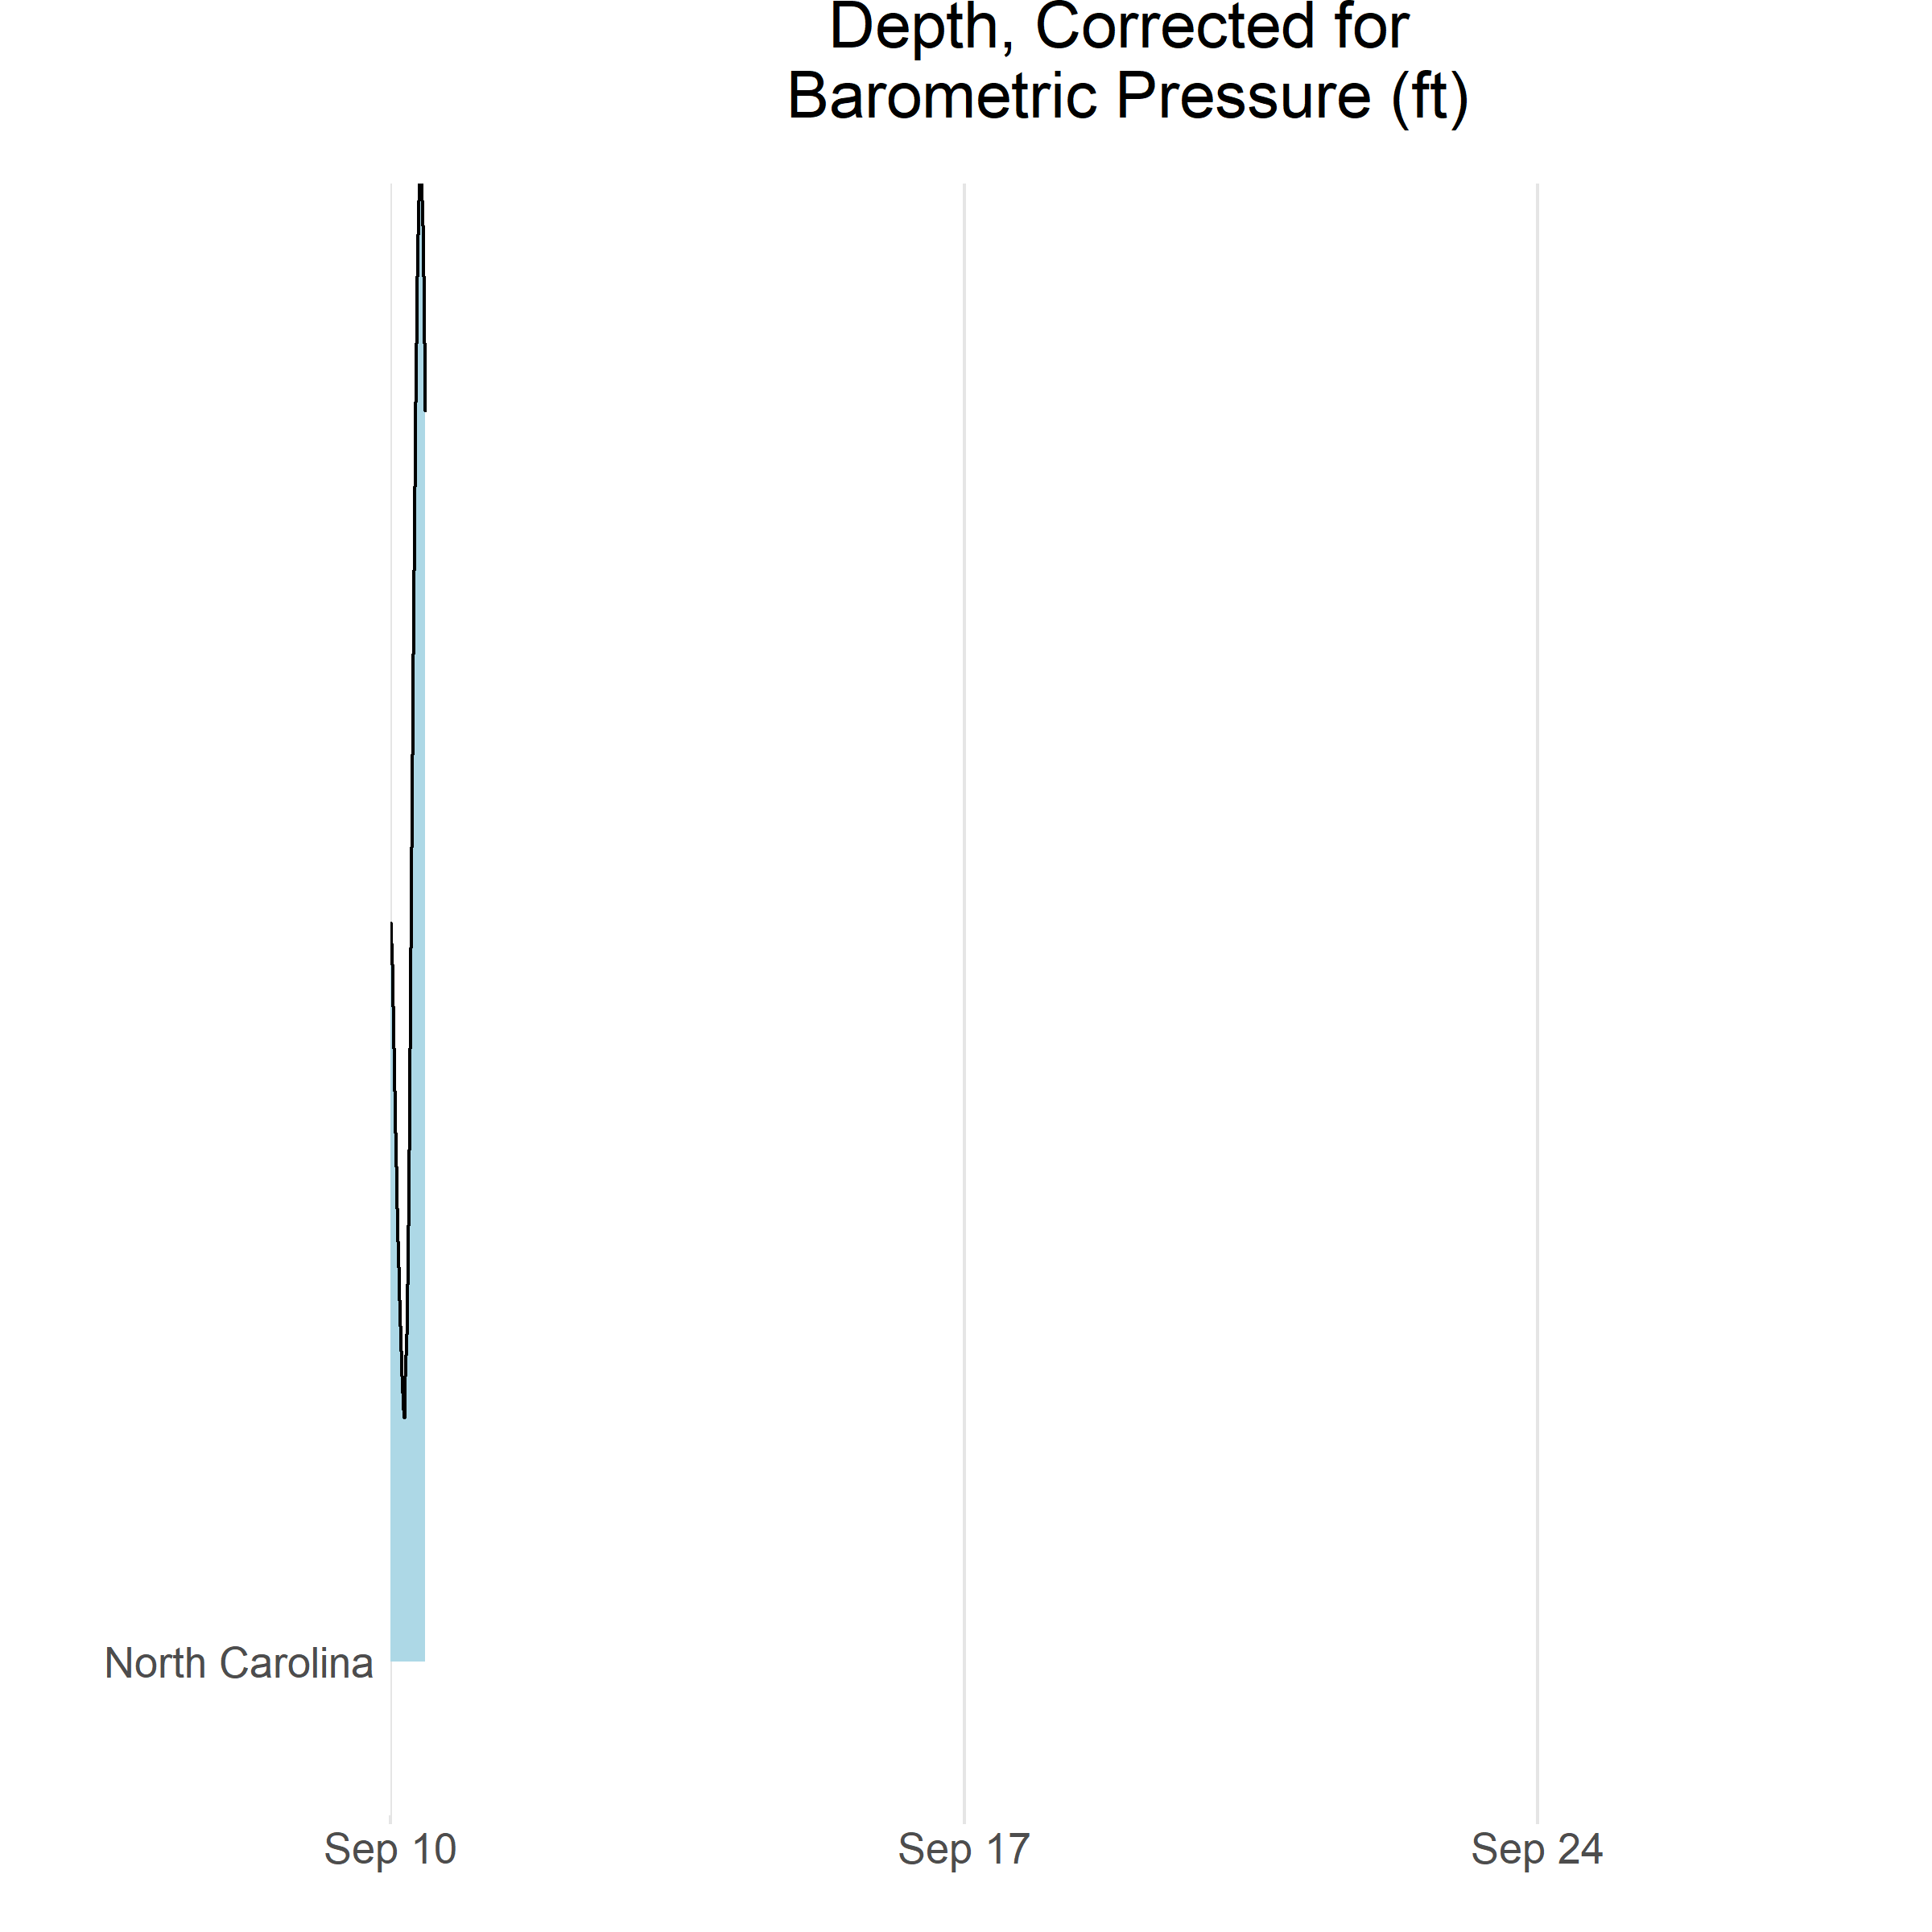 Depth, Corrected for
Barometric Pressure (ft)
North Carolina
Sep 10
Sep 17
Sep 24